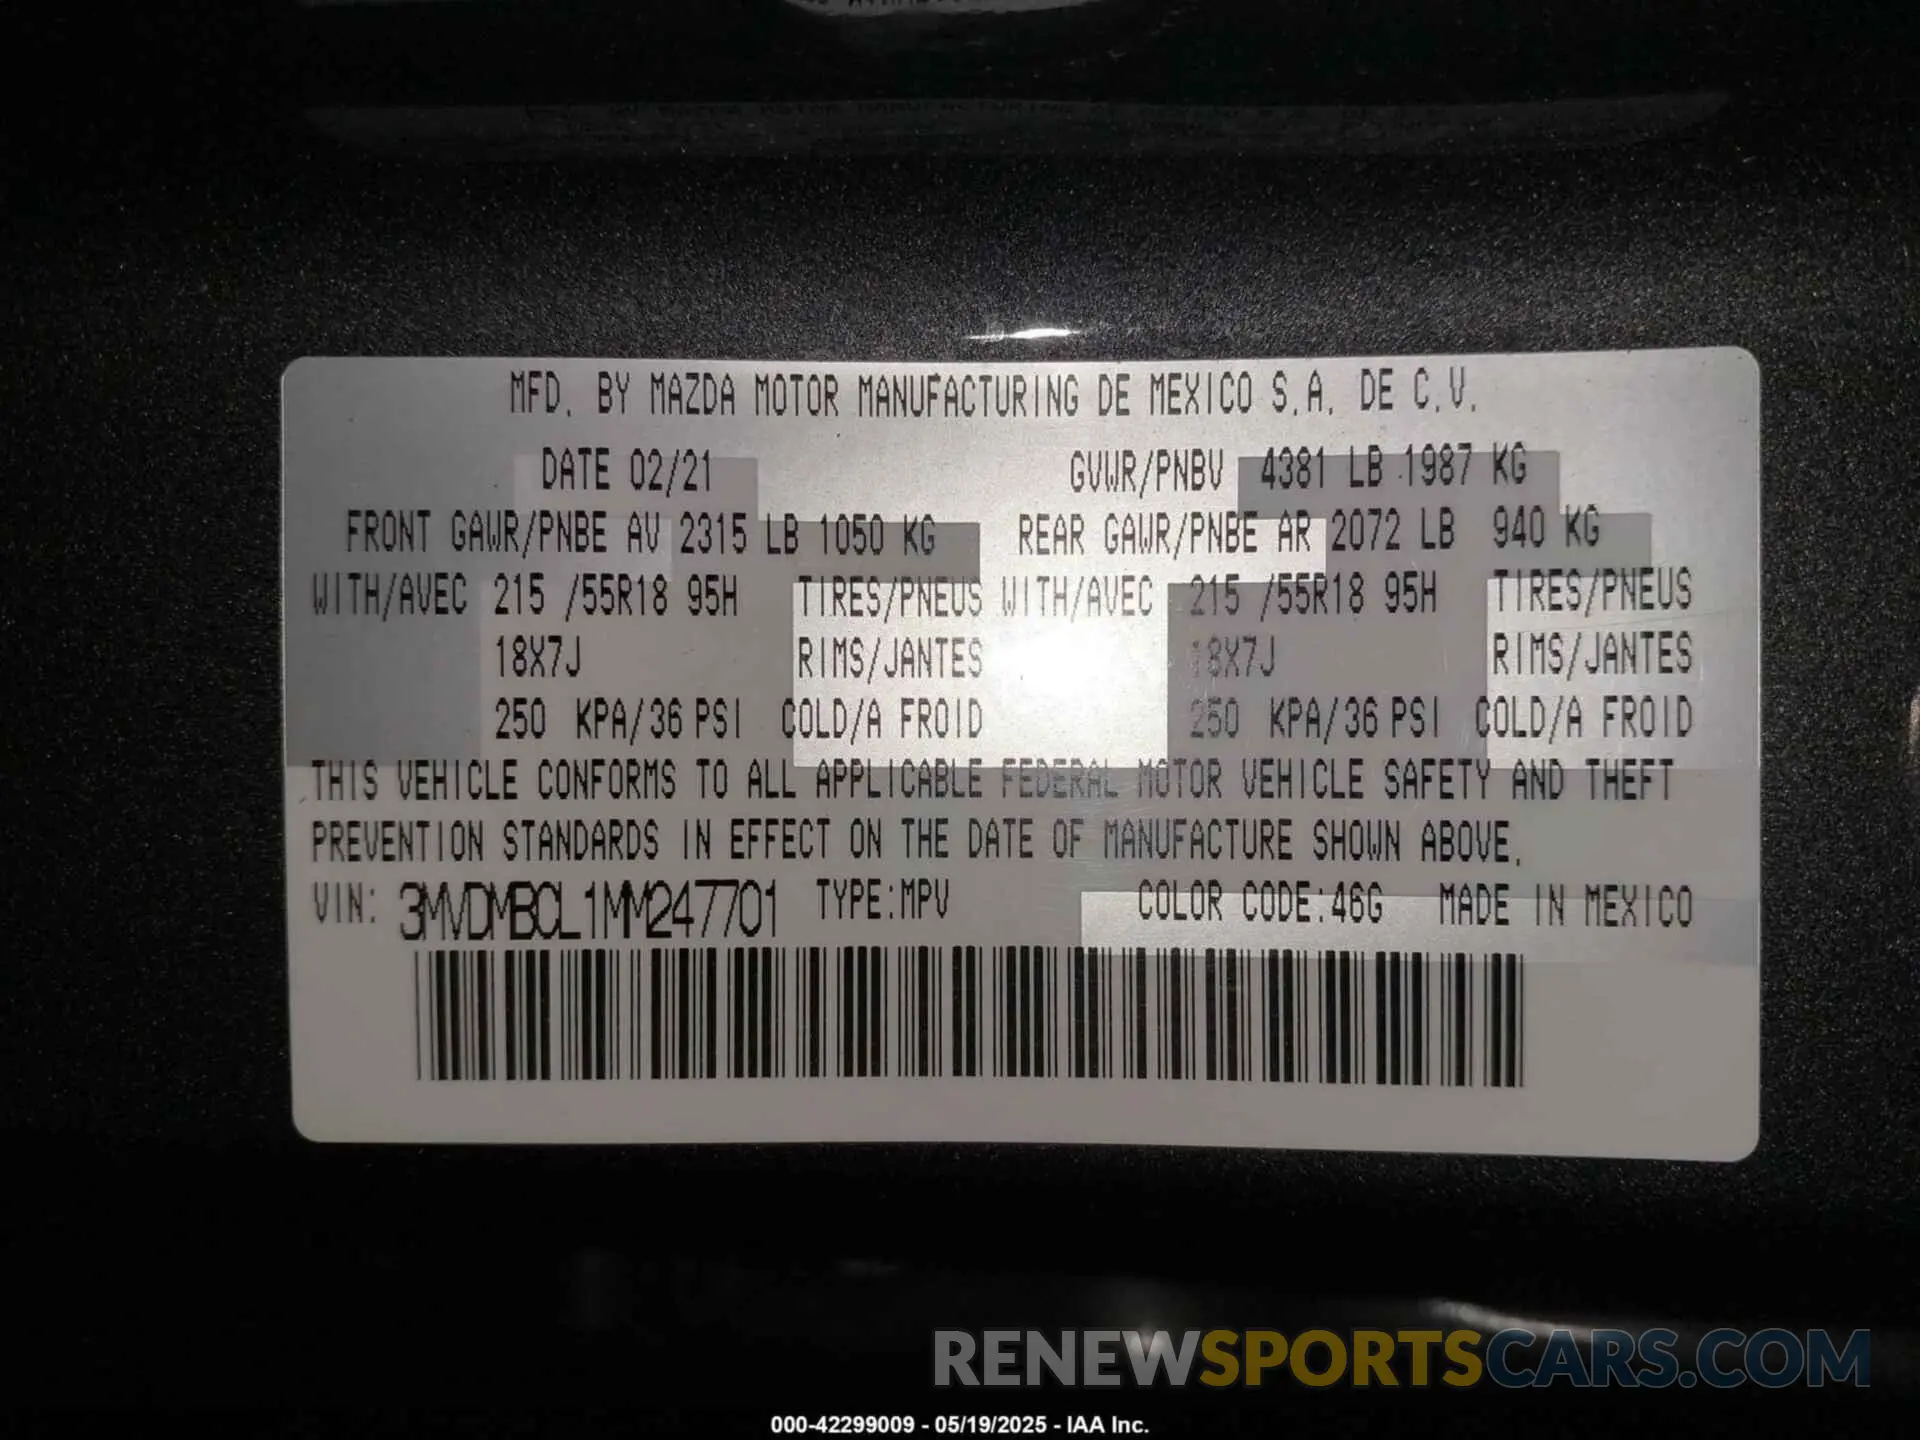 MFD. BY MAZDA MOTOR MANUFACTURING DE MEXICO S.A. DE C.V.
DATE 02/21 GVWR/PNBV 4381 LB 1987 KG
FRONT GAWR/PNBE AV 2315 LB 1050 KG REAR GAWR/PNBE AR 2072 LB 940 KG
WITH/AVEC 215 /55R18 95H TIRES/PNEUS WITH/AVEC 215 /55R18 95H TIRES/PNEUS
18X7J RIMS/JANTES 18X7J RIMS/JANTES
250 KPA/36 PSI COLD/A FROID 250 KPA/36 PSI COLD/A FROID
THIS VEHICLE CONFORMS TO ALL APPLICABLE FEDERAL MOTOR VEHICLE SAFETY AND THEFT
PREVENTION STANDARDS IN EFFECT ON THE DATE OF MANUFACTURE SHOWN ABOVE.
VIN: 3MVDMBCL1MM247701 TYPE:MPV COLOR CODE:46G MADE IN MEXICO
RENEWSPORTSCARS.COM
000-42299009 - 05/19/2025 - IAA Inc.